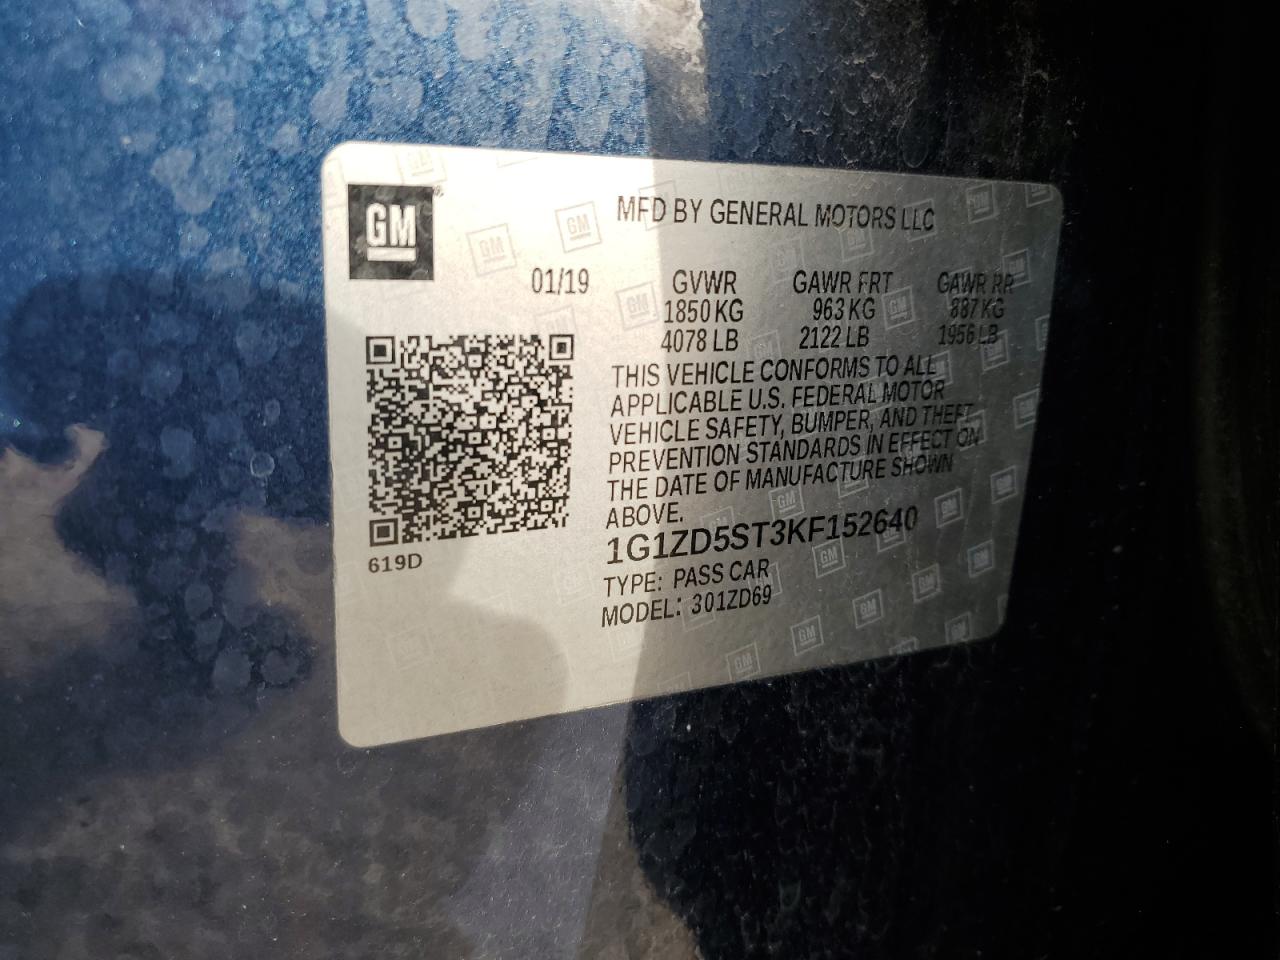 GM
MFD BY GENERAL MOTORS LLC
01/19 GVWR GAWR FRT GAWR RR
1850 KG 963 KG 887 KG
4078 LB 2122 LB 1956 LB
THIS VEHICLE CONFORMS TO ALL
APPLICABLE U.S. FEDERAL MOTOR
VEHICLE SAFETY, BUMPER, AND THEFT
PREVENTION STANDARDS IN EFFECT ON
THE DATE OF MANUFACTURE SHOWN
ABOVE.
1G1ZD5ST3KF152640
TYPE: PASS CAR
MODEL: 301ZD69
619D